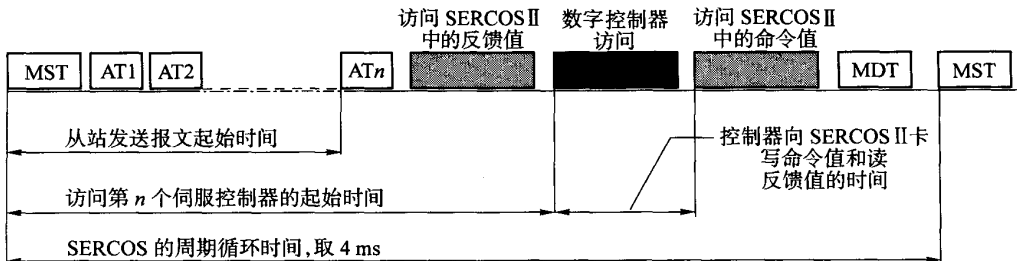 访问 SERCOSⅡ
中的反馈值
数字控制器
访问
访问 SERCOSⅡ
中的命令值
MST
AT1
AT2
ATn
MDT
MST
从站发送报文起始时间
控制器向 SERCOSⅡ卡
写命令值和读
反馈值的时间
访问第 n 个伺服控制器的起始时间
SERCOS 的周期循环时间,取 4 ms